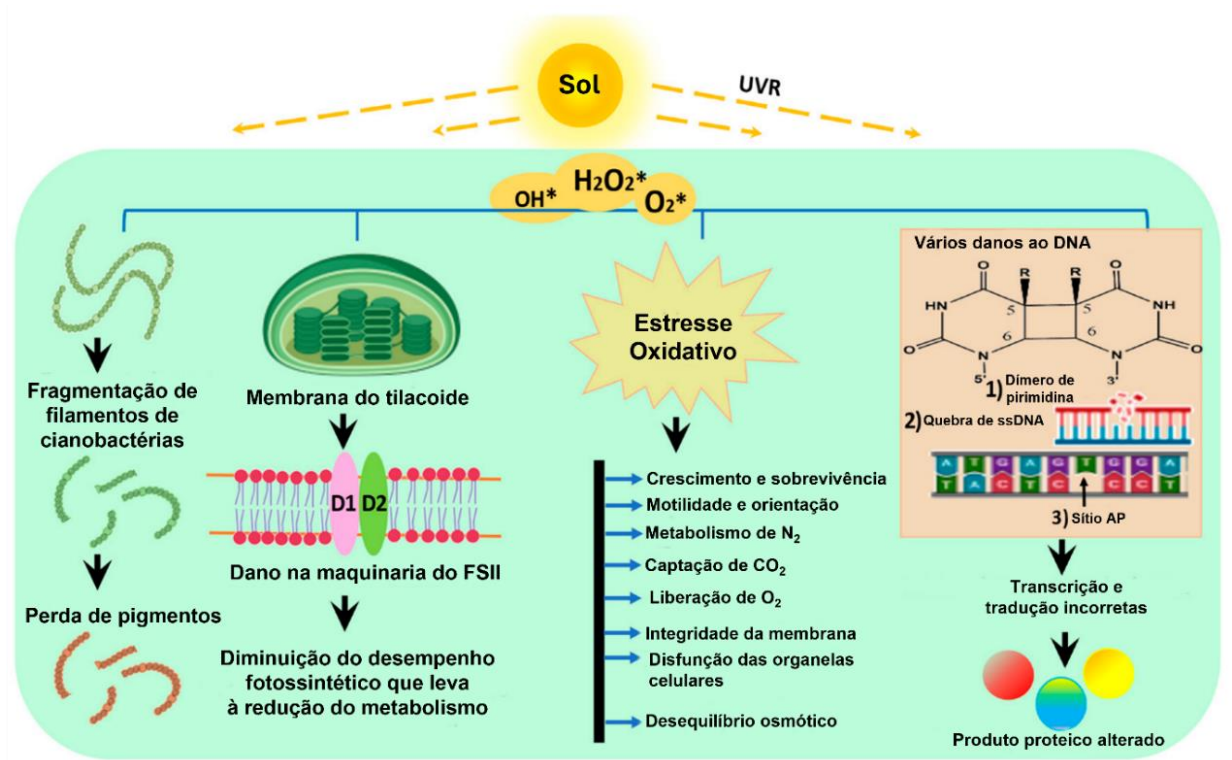 Sol
UVR
OH*
H₂O₂*
O₂*
Fragmentação de
filamentos de
cianobactérias
Perda de pigmentos
Membrana do tilacoide
D1 D2
Dano na maquinaria do FSII
Diminuição do desempenho
fotossintético que leva
à redução do metabolismo
Estresse
Oxidativo
Crescimento e sobrevivência
Motilidade e orientação
Metabolismo de N₂
Captação de CO₂
Liberação de O₂
Integridade da membrana
Disfunção das organelas
celulares
Desequilíbrio osmótico
Vários danos ao DNA
O R R O
HN 5 5 NH
6 6
O N N O
5' 3'
1) Dímero de
pirimidina
2) Quebra de ssDNA
A T G A G T G G A
T A C T C C C T
3) Sítio AP
Transcrição e
tradução incorretas
Produto proteico alterado